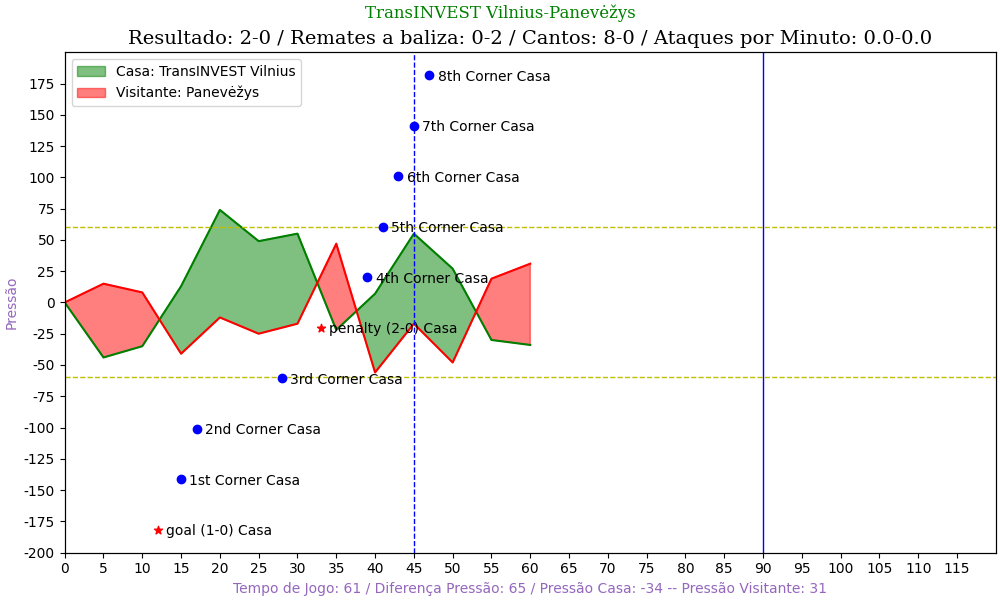 TransINVEST Vilnius-Panevėžys
Resultado: 2-0 / Remates a baliza: 0-2 / Cantos: 8-0 / Ataques por Minuto: 0.0-0.0
Casa: TransINVEST Vilnius
Visitante: Panevėžys
8th Corner Casa
7th Corner Casa
6th Corner Casa
5th Corner Casa
4th Corner Casa
penalty (2-0) Casa
3rd Corner Casa
2nd Corner Casa
1st Corner Casa
goal (1-0) Casa
Pressão
175
150
125
100
75
50
25
0
-25
-50
-75
-100
-125
-150
-175
-200
0 5 10 15 20 25 30 35 40 45 50 55 60 65 70 75 80 85 90 95 100 105 110 115
Tempo de Jogo: 61 / Diferença Pressão: 65 / Pressão Casa: -34 -- Pressão Visitante: 31